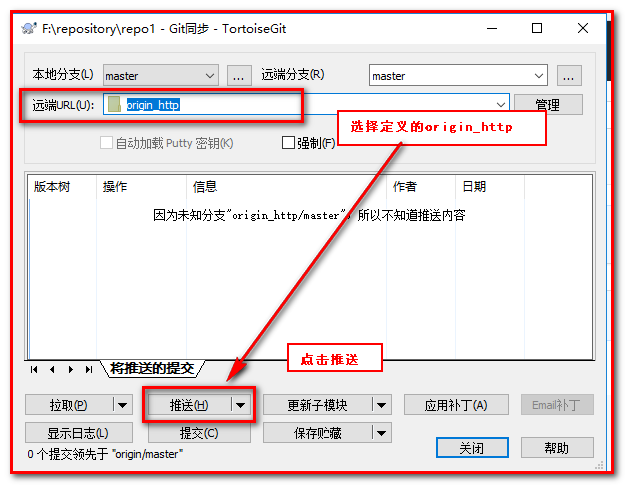 F:\repository\repo1 - Git同步 - TortoiseGit
本地分支(L) master ... 远端分支(R) master ...
远端URL(U): origin_http 管理
选择定义的origin_http
自动加载 Putty 密钥(K) 强制(F)
版本树 操作 信息 作者 日期
因为未知分支"origin_http/master", 所以不知道推送内容
点击推送
将推送的提交
拉取(P) 推送(H) 更新子模块 应用补丁(A) Email补丁
显示日志(L) 提交(C) 保存贮藏
关闭 帮助
0 个提交领先于 "origin/master"